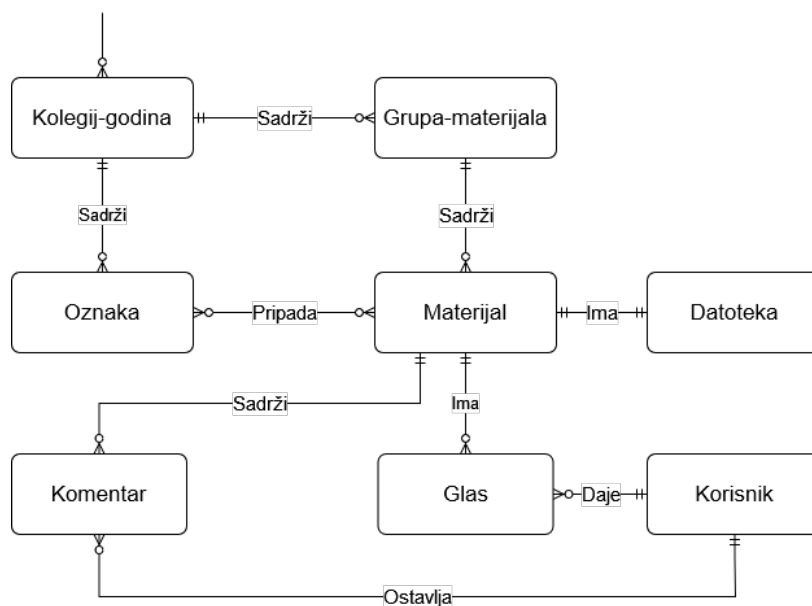 Kolegij-godina
Sadrži
Grupa-materijala
Sadrži
Sadrži
Oznaka
Pripada
Materijal
Ima
Datoteka
Sadrži
Ima
Komentar
Glas
Daje
Korisnik
Ostavlja